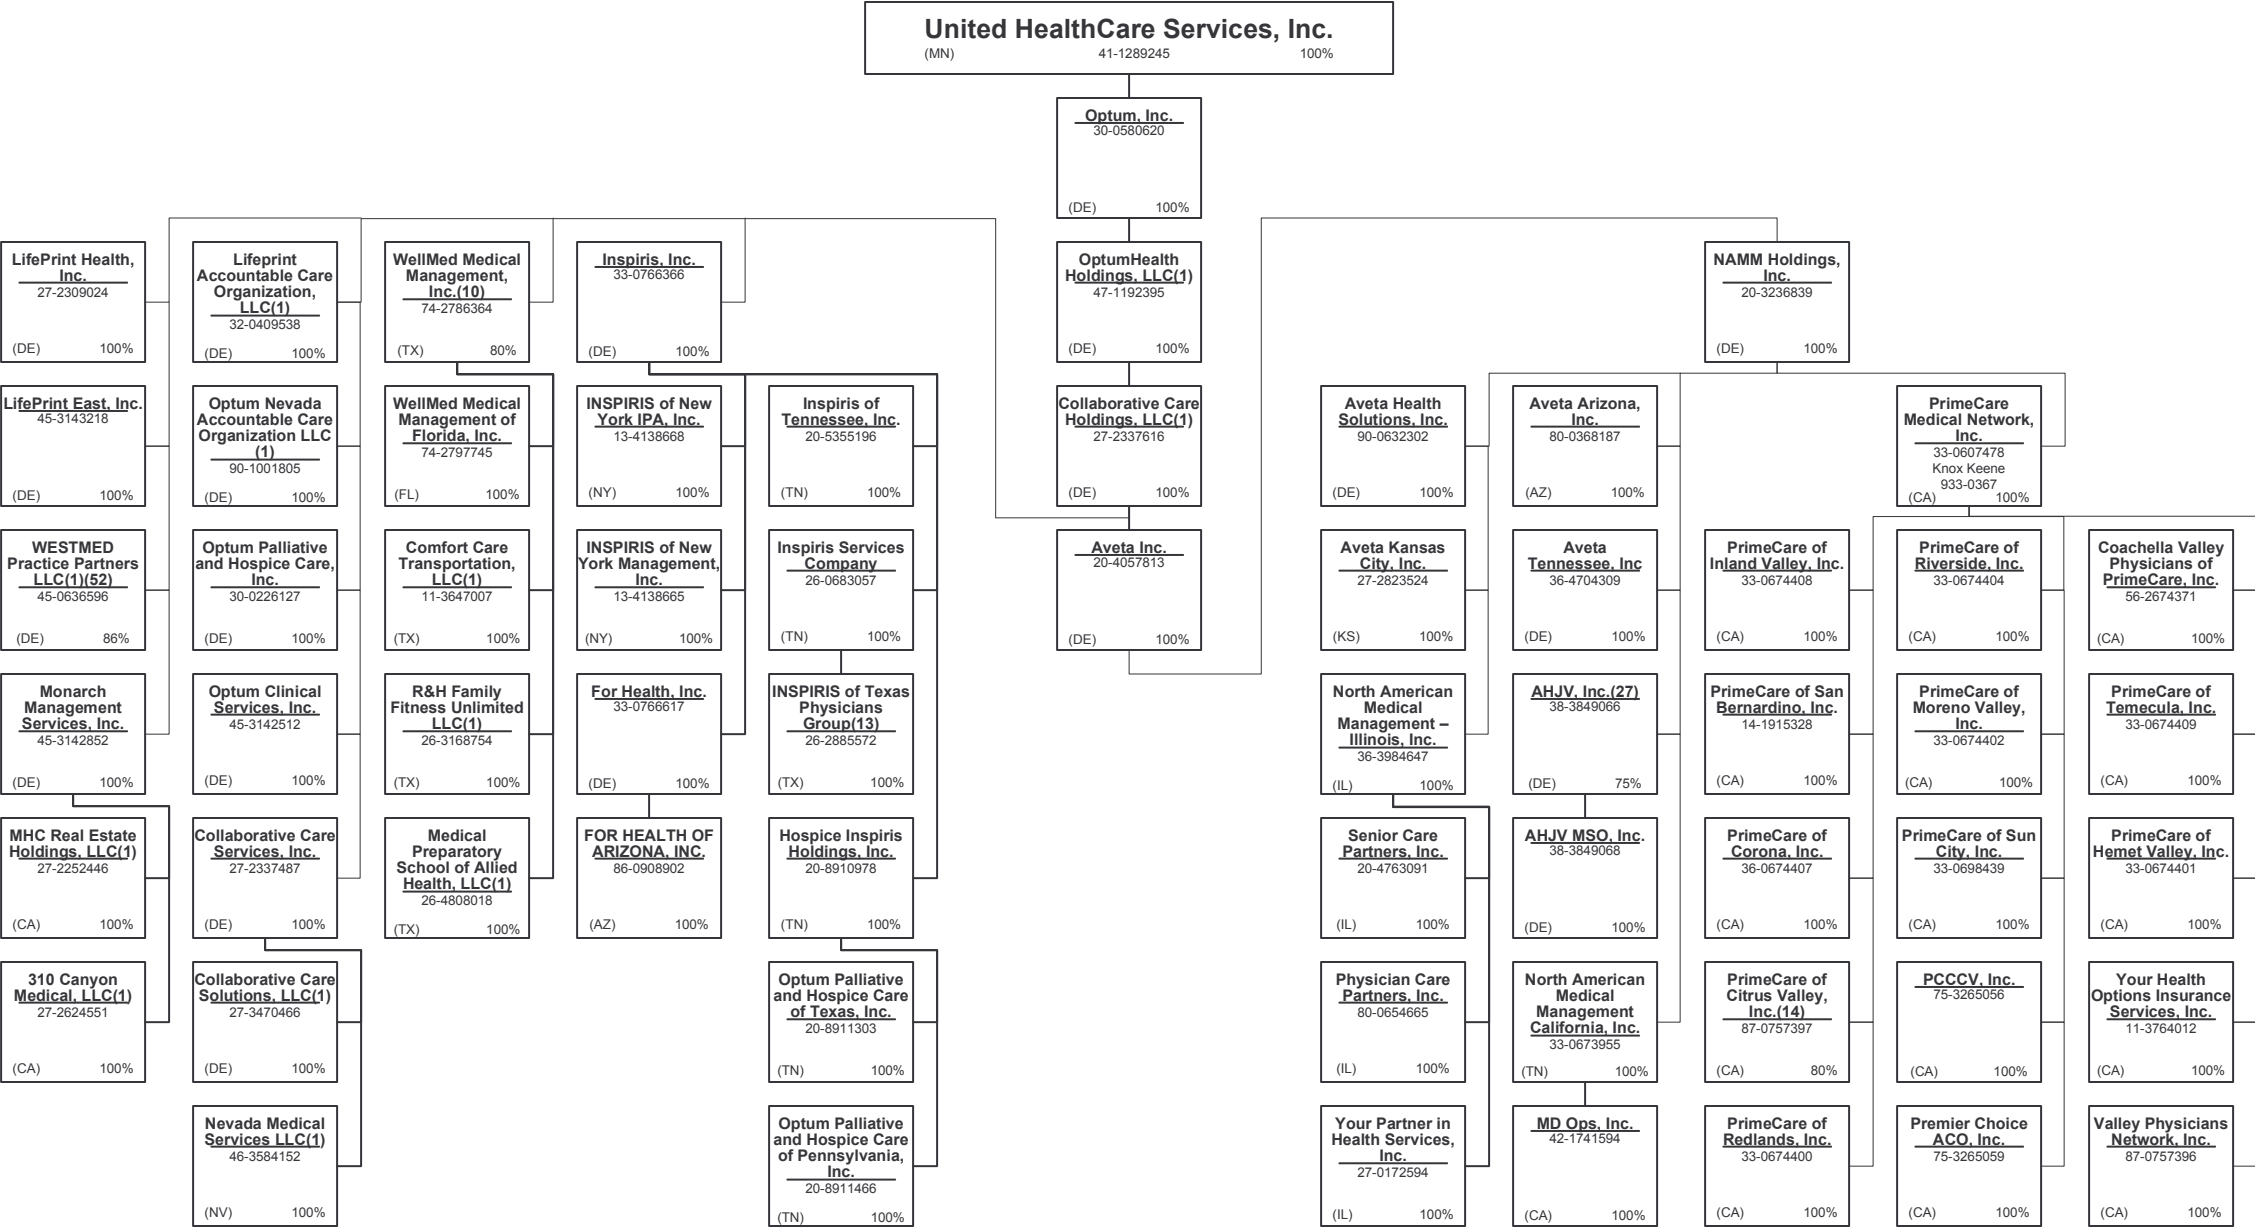 United HealthCare Services, Inc.
(MN) 41-1289245 100%
Optum, Inc.
30-0580620
(DE) 100%
LifePrint Health,
Inc.
27-2309024
(DE) 100%
Lifeprint
Accountable Care
Organization,
LLC(1)
32-0409538
(DE) 100%
WellMed Medical
Management,
Inc.(10)
74-2786364
(TX) 80%
Inspiris, Inc.
33-0766366
(DE) 100%
OptumHealth
Holdings, LLC(1)
47-1192395
(DE) 100%
NAMM Holdings,
Inc.
20-3236839
(DE) 100%
LifePrint East, Inc.
45-3143218
(DE) 100%
Optum Nevada
Accountable Care
Organization LLC
(1)
90-1001805
(DE) 100%
WellMed Medical
Management of
Florida, Inc.
74-2797745
(FL) 100%
INSPIRIS of New
York IPA, Inc.
13-4138668
(NY) 100%
Inspiris of
Tennessee, Inc.
20-5355196
(TN) 100%
Collaborative Care
Holdings, LLC(1)
27-2337616
(DE) 100%
Aveta Health
Solutions, Inc.
90-0632302
(DE) 100%
Aveta Arizona,
Inc.
80-0368187
(AZ) 100%
PrimeCare
Medical Network,
Inc.
33-0607478
Knox Keene
933-0367
(CA) 100%
WESTMED
Practice Partners
LLC(1)(52)
45-0636596
(DE) 86%
Optum Palliative
and Hospice Care,
Inc.
30-0226127
(DE) 100%
Comfort Care
Transportation,
LLC(1)
11-3647007
(TX) 100%
INSPIRIS of New
York Management,
Inc.
13-4138665
(NY) 100%
Inspiris Services
Company
26-0683057
(TN) 100%
Aveta Inc.
20-4057813
(DE) 100%
Aveta Kansas
City, Inc.
27-2823524
(KS) 100%
Aveta
Tennessee, Inc
36-4704309
(DE) 100%
PrimeCare of
Inland Valley, Inc.
33-0674408
(CA) 100%
PrimeCare of
Riverside, Inc.
33-0674404
(CA) 100%
Coachella Valley
Physicians of
PrimeCare, Inc.
56-2674371
(CA) 100%
Monarch
Management
Services, Inc.
45-3142852
(DE) 100%
Optum Clinical
Services, Inc.
45-3142512
(DE) 100%
R&H Family
Fitness Unlimited
LLC(1)
26-3168754
(TX) 100%
For Health, Inc.
33-0766617
(DE) 100%
INSPIRIS of Texas
Physicians
Group(13)
26-2885572
(TX) 100%
North American
Medical
Management –
Illinois, Inc.
36-3984647
(IL) 100%
AHJV, Inc.(27)
38-3849066
(DE) 75%
PrimeCare of San
Bernardino, Inc.
14-1915328
(CA) 100%
PrimeCare of
Moreno Valley,
Inc.
33-0674402
(CA) 100%
PrimeCare of
Temecula, Inc.
33-0674409
(CA) 100%
MHC Real Estate
Holdings, LLC(1)
27-2252446
(CA) 100%
Collaborative Care
Services, Inc.
27-2337487
(DE) 100%
Medical
Preparatory
School of Allied
Health, LLC(1)
26-4808018
(TX) 100%
FOR HEALTH OF
ARIZONA, INC.
86-0908902
(AZ) 100%
Hospice Inspiris
Holdings, Inc.
20-8910978
(TN) 100%
Senior Care
Partners, Inc.
20-4763091
(IL) 100%
AHJV MSO, Inc.
38-3849068
(DE) 100%
PrimeCare of
Corona, Inc.
36-0674407
(CA) 100%
PrimeCare of Sun
City, Inc.
33-0698439
(CA) 100%
PrimeCare of
Hemet Valley, Inc.
33-0674401
(CA) 100%
310 Canyon
Medical, LLC(1)
27-2624551
(CA) 100%
Collaborative Care
Solutions, LLC(1)
27-3470466
(DE) 100%
Optum Palliative
and Hospice Care
of Texas, Inc.
20-8911303
(TN) 100%
Physician Care
Partners, Inc.
80-0654665
(IL) 100%
North American
Medical
Management
California, Inc.
33-0673955
(TN) 100%
PrimeCare of
Citrus Valley,
Inc.(14)
87-0757397
(CA) 80%
PCCCV, Inc.
75-3265056
(CA) 100%
Your Health
Options Insurance
Services, Inc.
11-3764012
(CA) 100%
Nevada Medical
Services LLC(1)
46-3584152
(NV) 100%
Optum Palliative
and Hospice Care
of Pennsylvania,
Inc.
20-8911466
(TN) 100%
Your Partner in
Health Services,
Inc.
27-0172594
(IL) 100%
MD Ops, Inc.
42-1741594
(CA) 100%
PrimeCare of
Redlands, Inc.
33-0674400
(CA) 100%
Premier Choice
ACO, Inc.
75-3265059
(CA) 100%
Valley Physicians
Network, Inc.
87-0757396
(CA) 100%